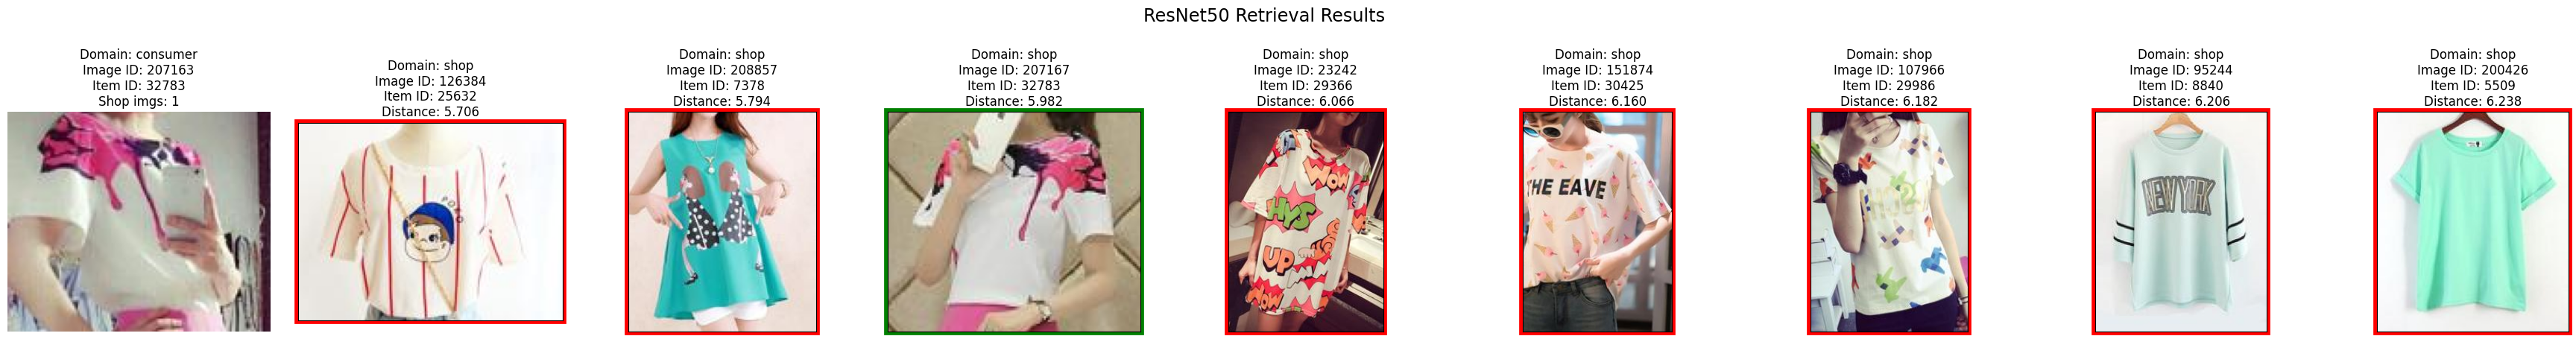 ResNet50 Retrieval Results
Domain: consumer
Image ID: 207163
Item ID: 32783
Shop imgs: 1
Domain: shop
Image ID: 126384
Item ID: 25632
Distance: 5.706
Domain: shop
Image ID: 208857
Item ID: 7378
Distance: 5.794
Domain: shop
Image ID: 207167
Item ID: 32783
Distance: 5.982
Domain: shop
Image ID: 23242
Item ID: 29366
Distance: 6.066
Domain: shop
Image ID: 151874
Item ID: 30425
Distance: 6.160
Domain: shop
Image ID: 107966
Item ID: 29986
Distance: 6.182
Domain: shop
Image ID: 95244
Item ID: 8840
Distance: 6.206
Domain: shop
Image ID: 200426
Item ID: 5509
Distance: 6.238
WOW
HYS
UP
WOW
THE EAVE
NEW YORK